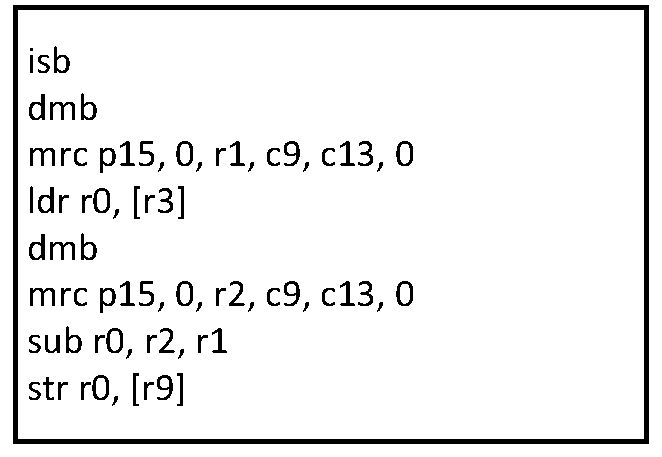 isb
dmb
mrc p15, 0, r1, c9, c13, 0
ldr r0, [r3]
dmb
mrc p15, 0, r2, c9, c13, 0
sub r0, r2, r1
str r0, [r9]